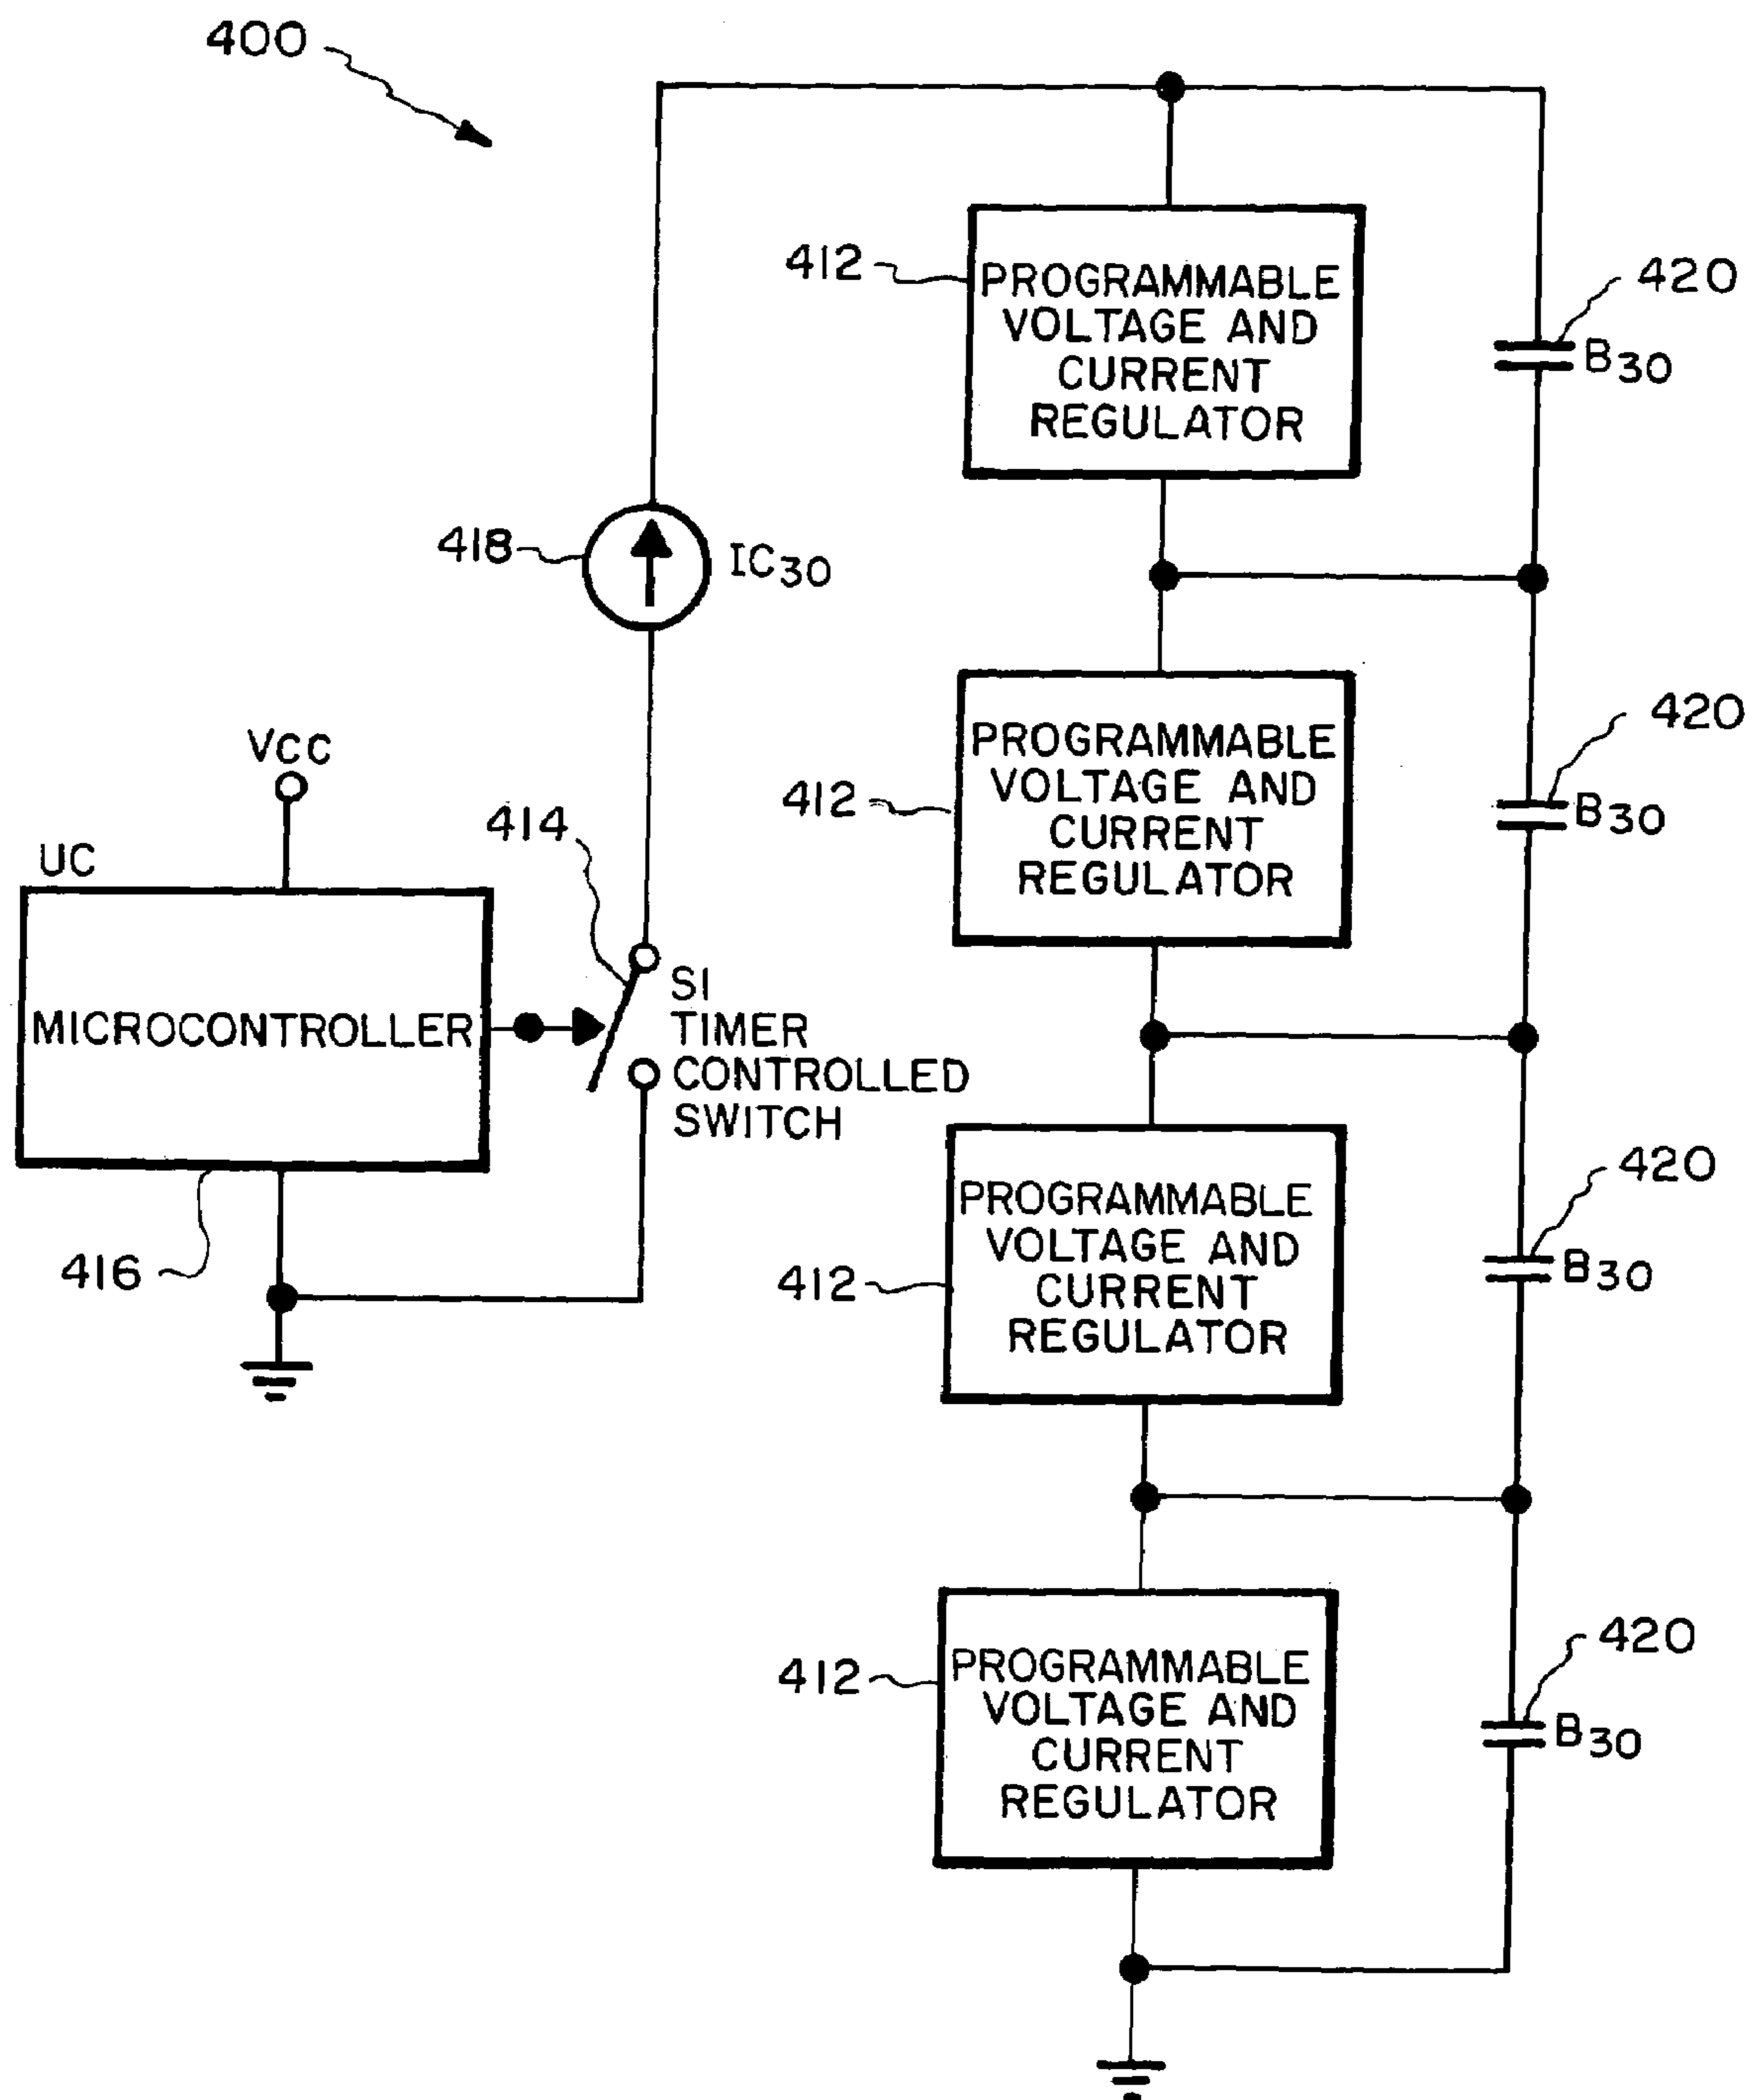 400
412
PROGRAMMABLE
VOLTAGE AND
CURRENT
REGULATOR
420
B30
418
IC30
412
PROGRAMMABLE
VOLTAGE AND
CURRENT
REGULATOR
420
B30
VCC
UC
MICROCONTROLLER
416
414
S1
TIMER
CONTROLLED
SWITCH
412
PROGRAMMABLE
VOLTAGE AND
CURRENT
REGULATOR
420
B30
412
PROGRAMMABLE
VOLTAGE AND
CURRENT
REGULATOR
420
B30